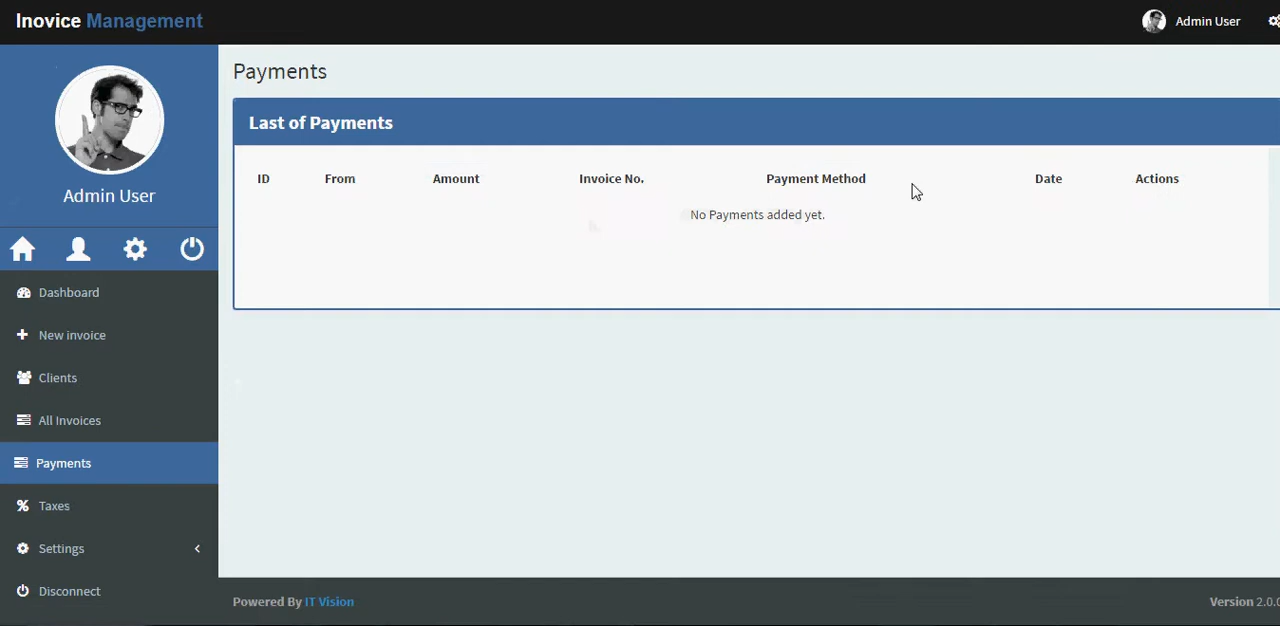 Inovice Management
Admin User
Admin User
Dashboard
New invoice
Clients
All Invoices
Payments
Taxes
Settings
Disconnect
Payments
Last of Payments
ID From Amount Invoice No. Payment Method Date Actions
No Payments added yet.
Powered By IT Vision
Version 2.0.0